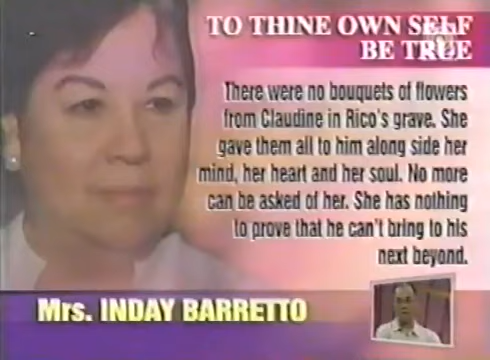 TO THINE OWN SELF
BE TRUE
There were no bouquets of flowers
from Claudine in Rico's grave. She
gave them all to him along side her
mind, her heart and her soul. No more
can be asked of her. She has nothing
to prove that he can't bring to his
next beyond.
Mrs. INDAY BARRETTO